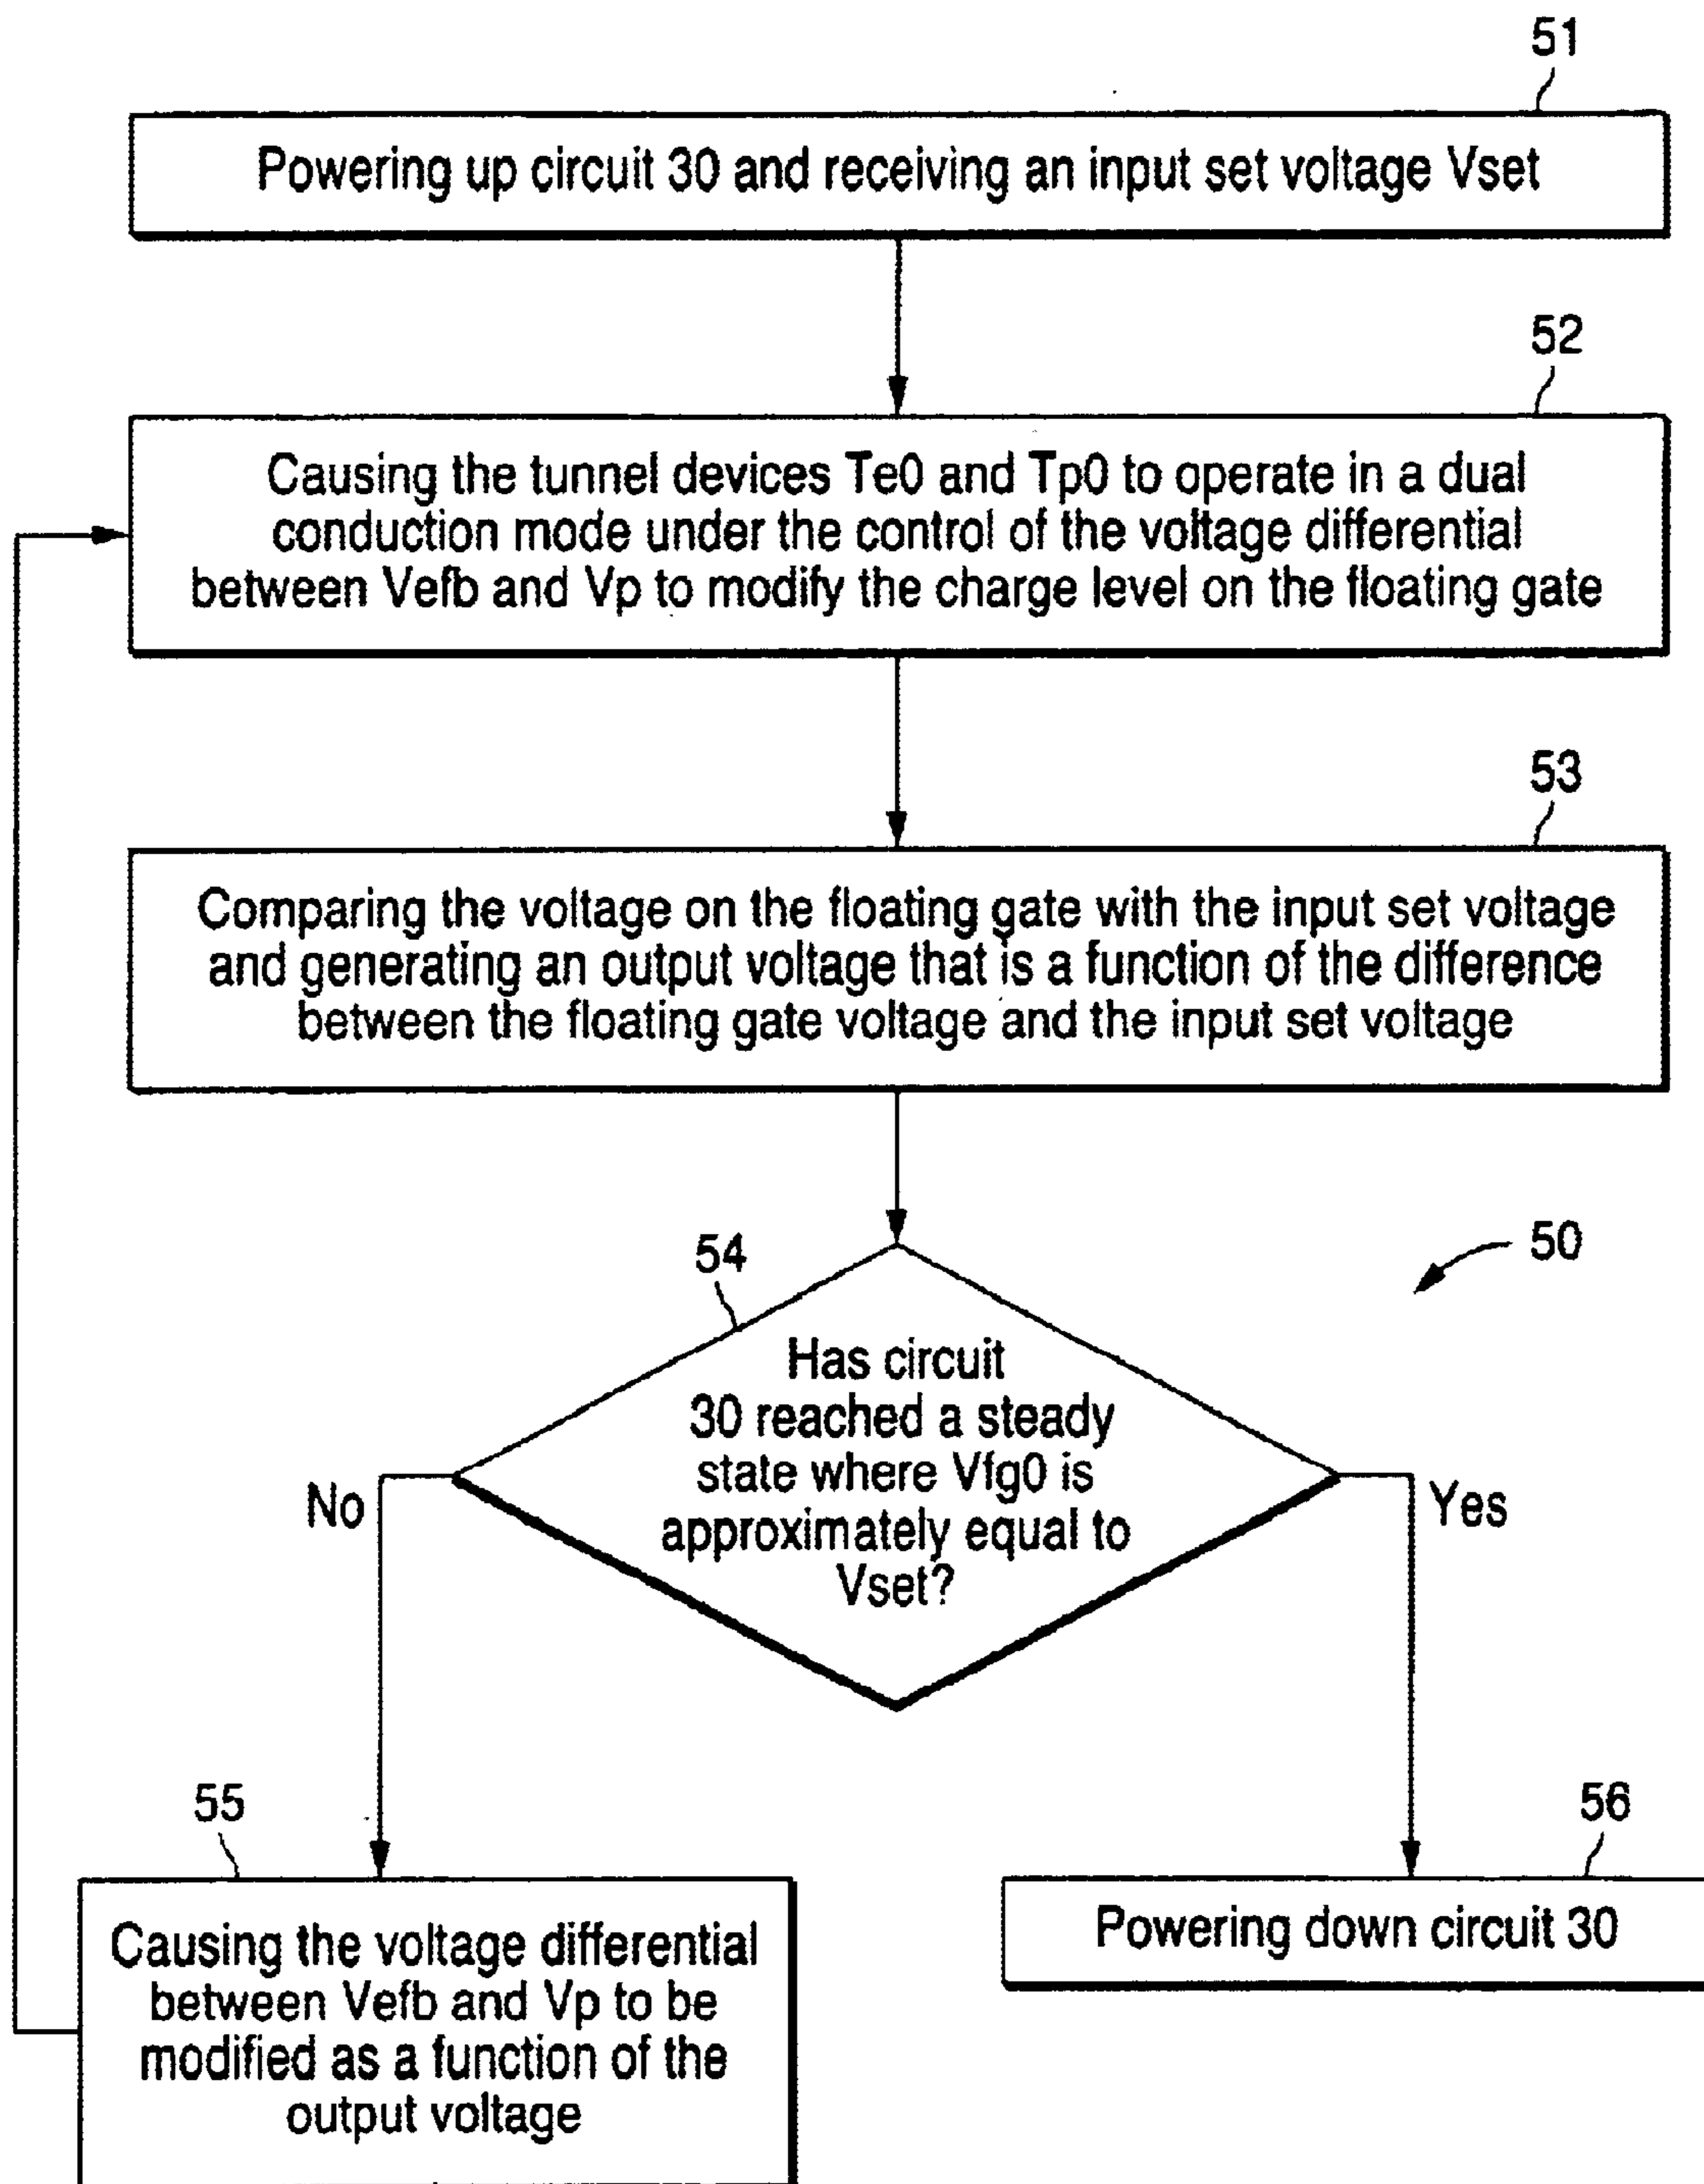 51
Powering up circuit 30 and receiving an input set voltage Vset
52
Causing the tunnel devices Te0 and Tp0 to operate in a dual
conduction mode under the control of the voltage differential
between Vefb and Vp to modify the charge level on the floating gate
53
Comparing the voltage on the floating gate with the input set voltage
and generating an output voltage that is a function of the difference
between the floating gate voltage and the input set voltage
50
54
Has circuit
30 reached a steady
state where Vfg0 is
approximately equal to
Vset?
No
Yes
55
Causing the voltage differential
between Vefb and Vp to be
modified as a function of the
output voltage
56
Powering down circuit 30